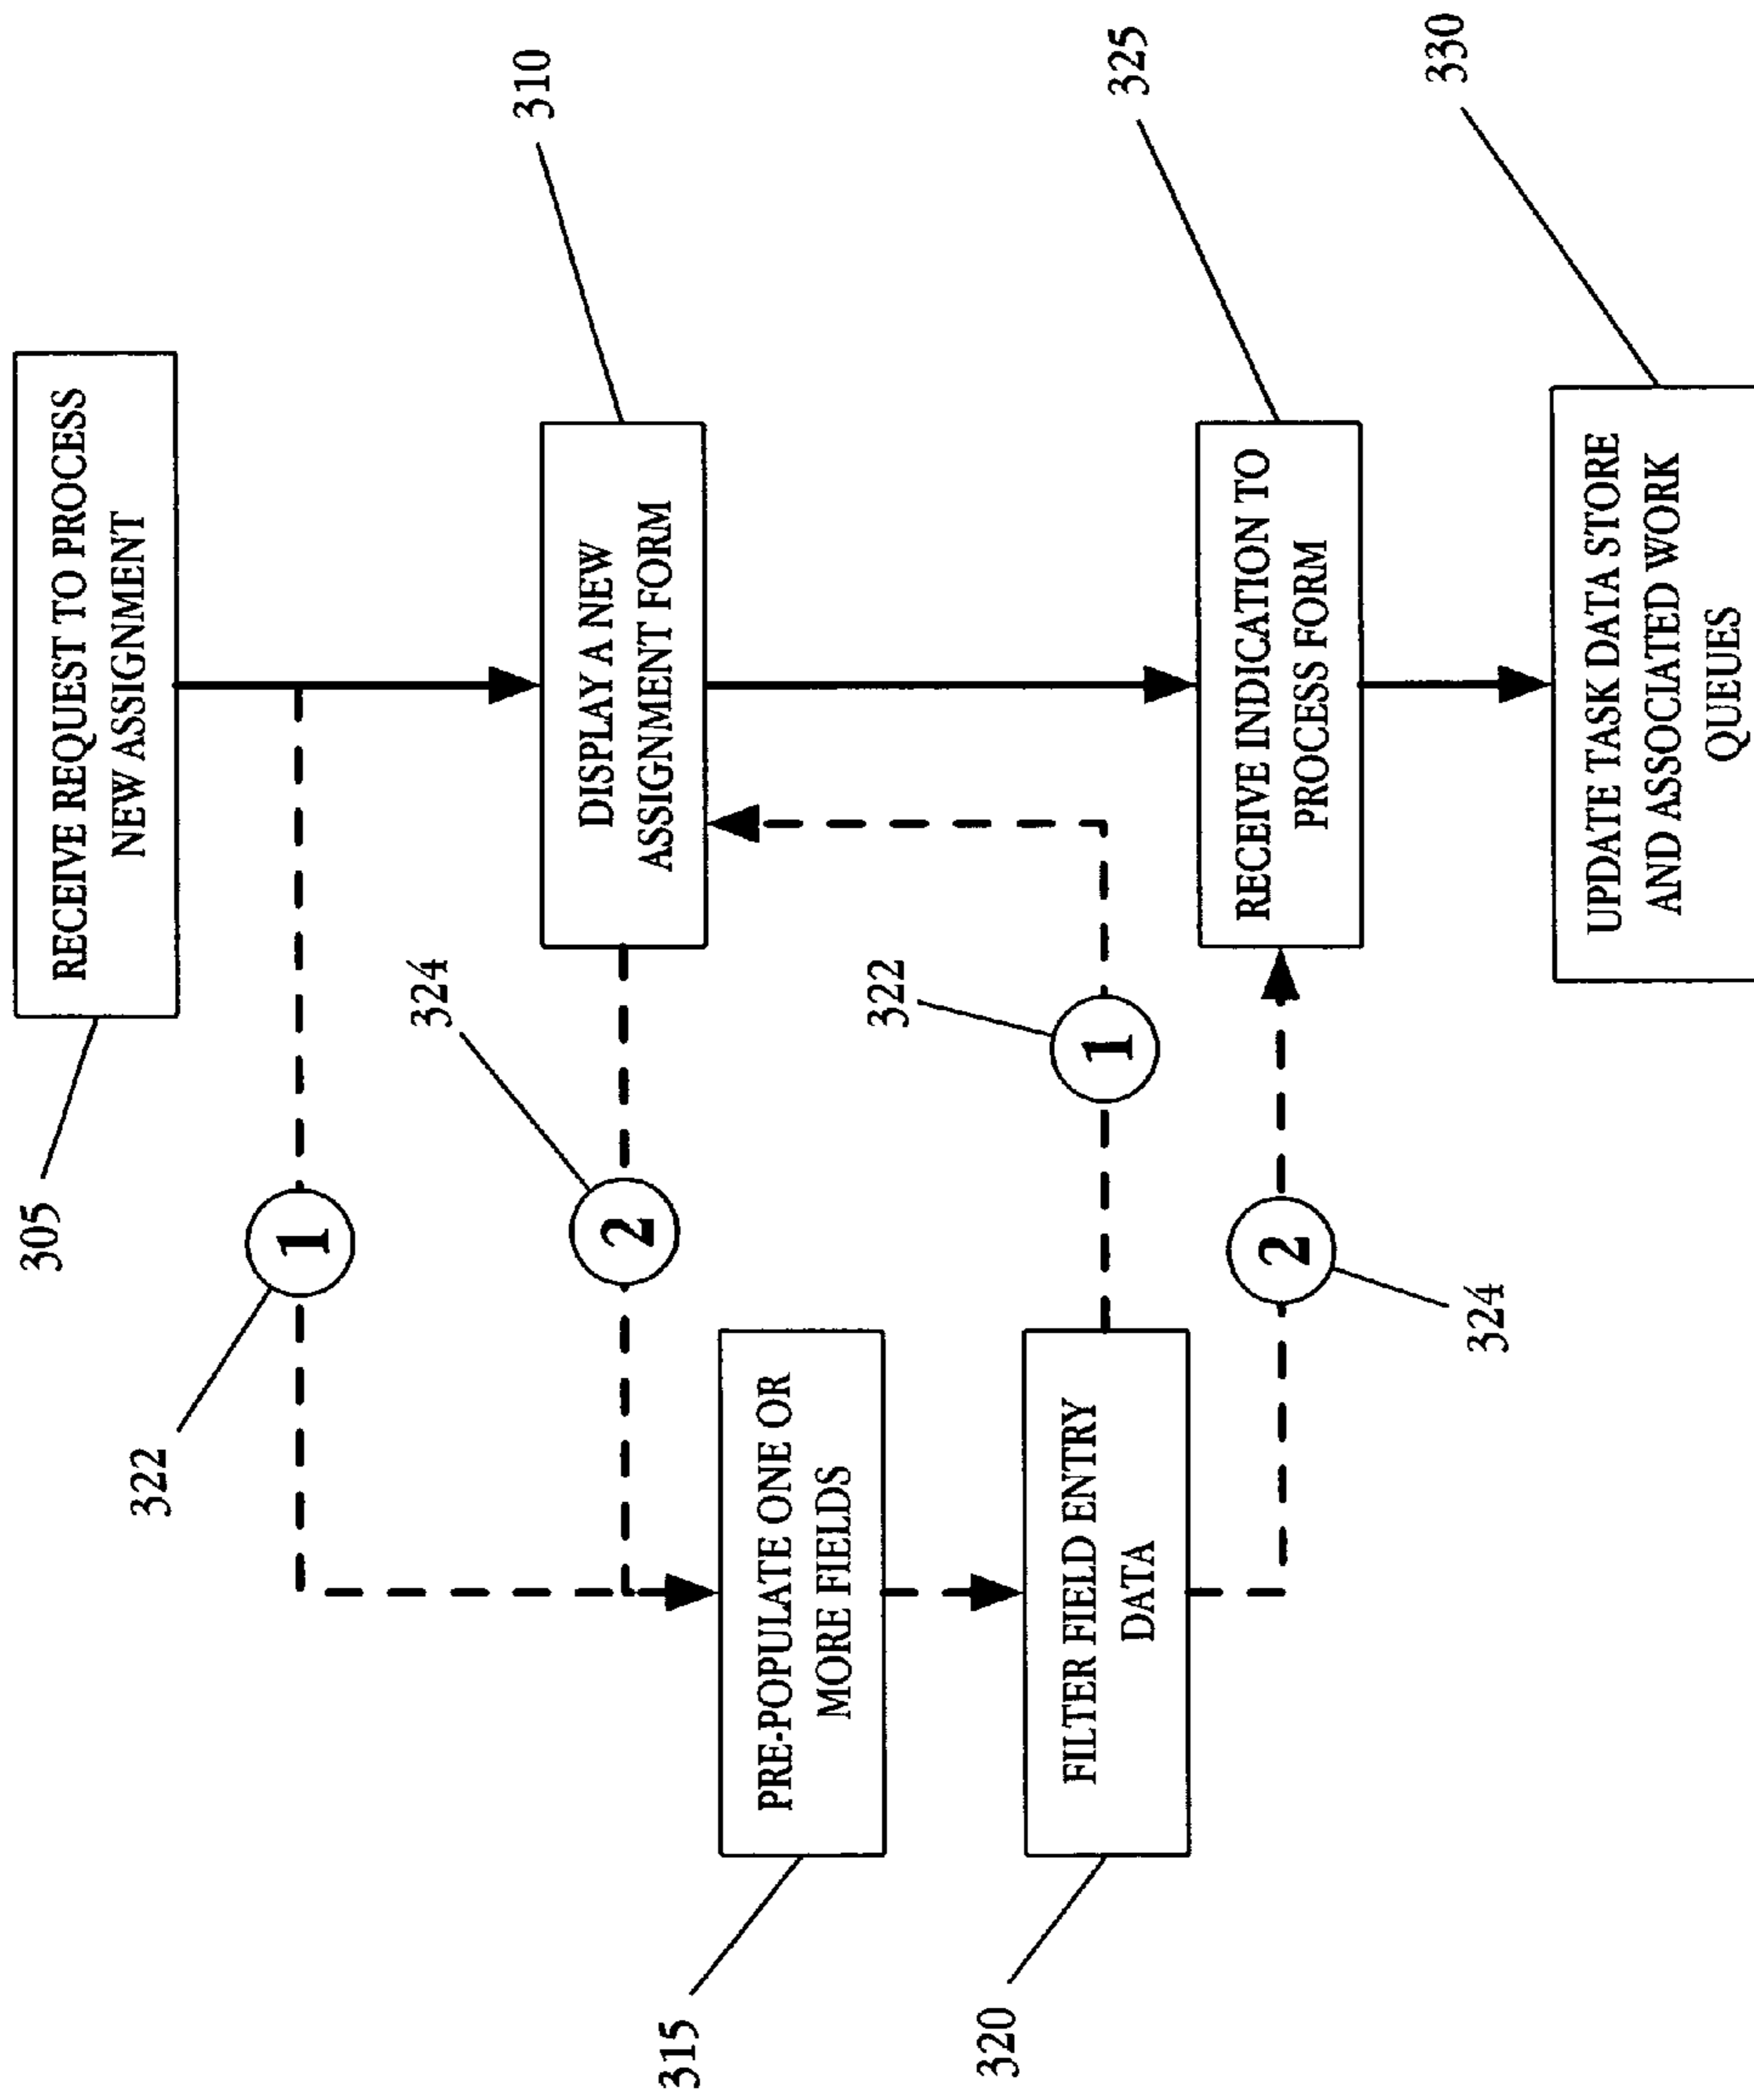 305
RECEIVE REQUEST TO PROCESS
NEW ASSIGNMENT
322
1
324
2
310
DISPLAY A NEW
ASSIGNMENT FORM
315
PRE-POPULATE ONE OR
MORE FIELDS
320
FILTER FIELD ENTRY
DATA
322
1
324
2
325
RECEIVE INDICATION TO
PROCESS FORM
330
UPDATE TASK DATA STORE
AND ASSOCIATED WORK
QUEUES